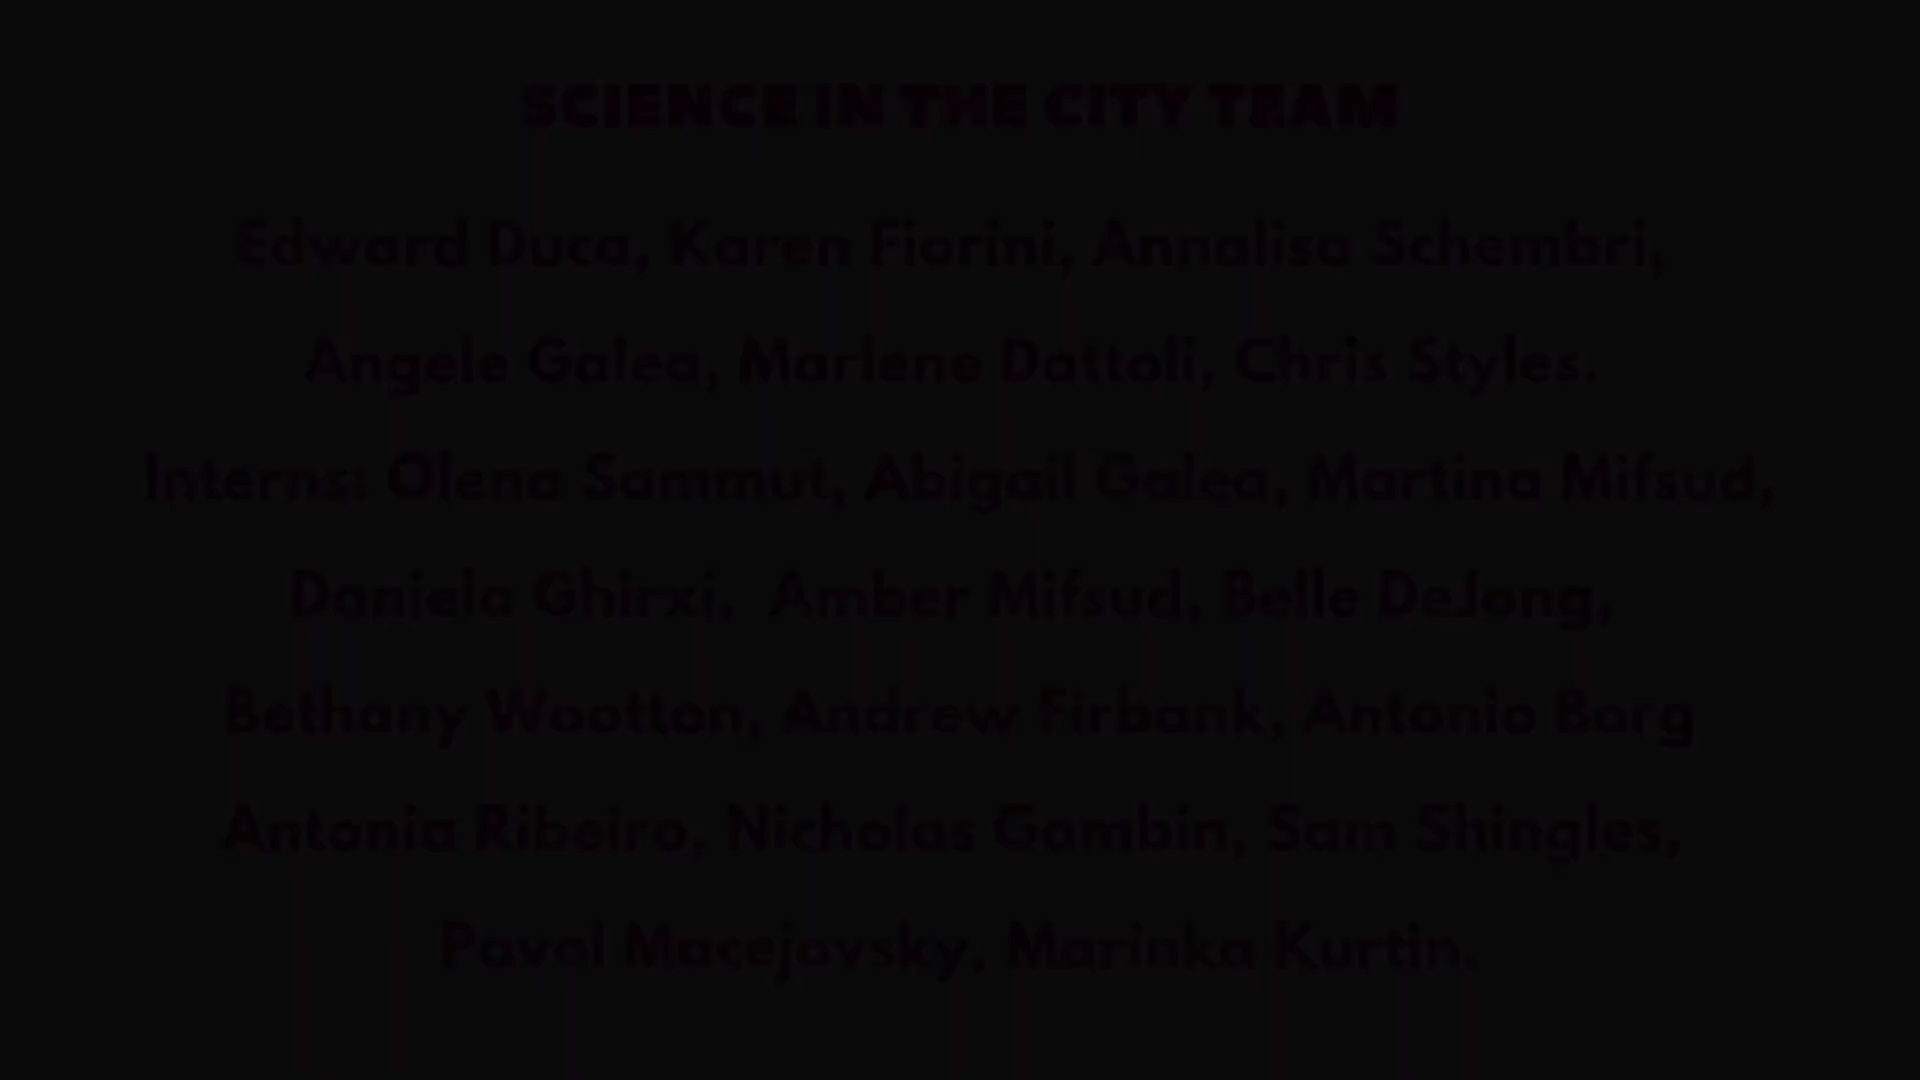 SCIENCE IN THE CITY TEAM
Edward Duca, Karen Fiorini, Annalisa Schembri,
Angele Galea, Marlene Dattoli, Chris Styles.
Interns: Olena Sammut, Abigail Galea, Martina Mifsud,
Daniela Ghirxi, Amber Mifsud, Belle DeJong,
Bethany Wootton, Andrew Firbank, Antonio Borg
Antonia Ribeiro, Nicholas Gambin, Sam Shingles,
Pavol Macejovsky, Marinka Kurtin.